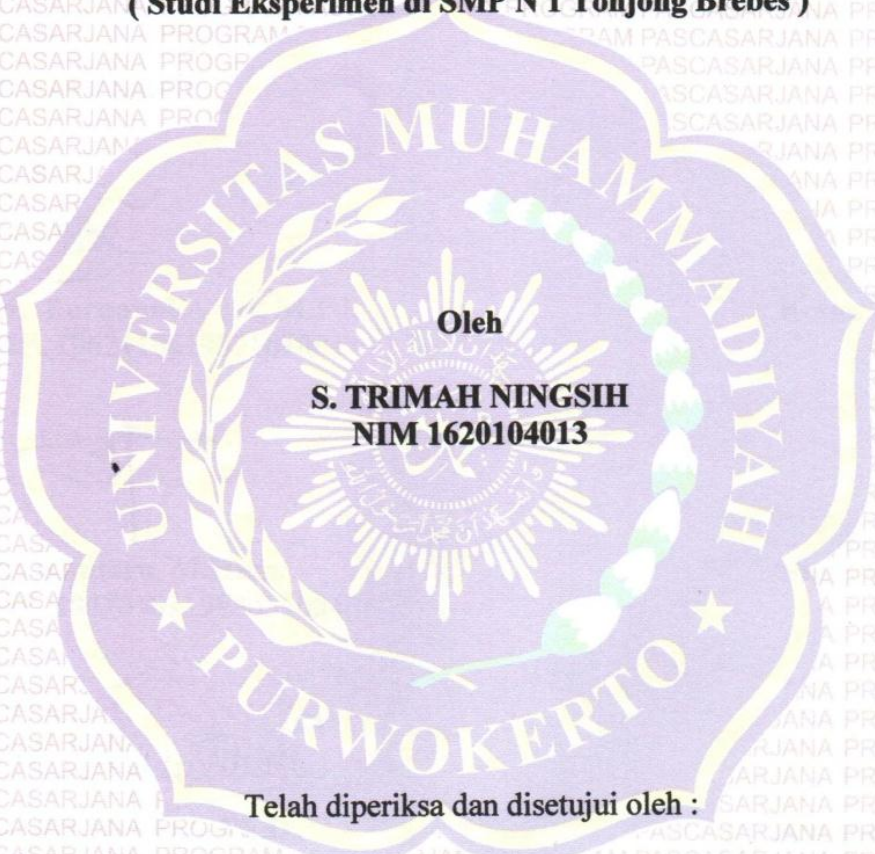 ( Studi Eksperimen di SMP N 1 Tonjong Brebes )
UNIVERSITAS MUHAMMADIYAH
Oleh
S. TRIMAH NINGSIH
NIM 1620104013
PURWOKERTO
Telah diperiksa dan disetujui oleh :